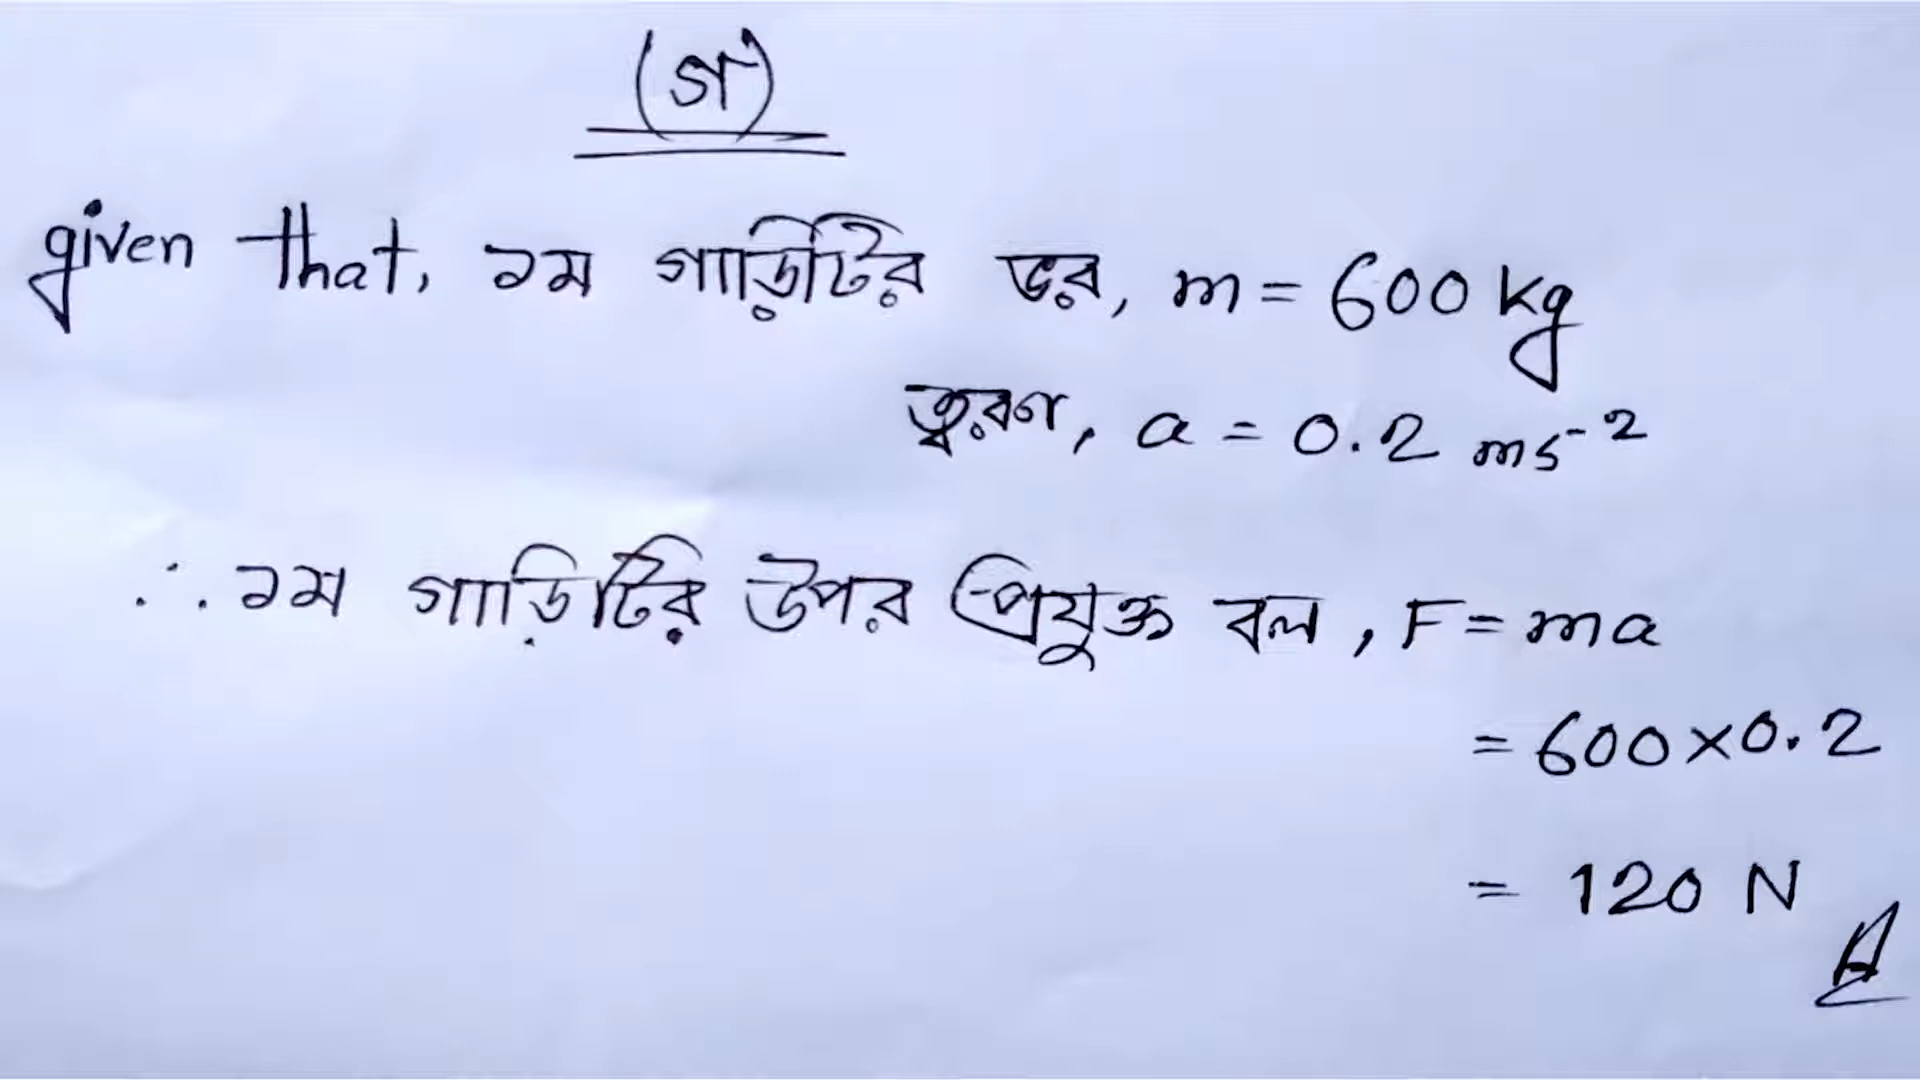 (গ)
given that, ১ম গাড়িটির ভর, m = 600 kg
ত্বরণ, a = 0.2 ms⁻²
∴ ১ম গাড়িটির উপর প্রযুক্ত বল, F = ma
= 600 × 0.2
= 120 N